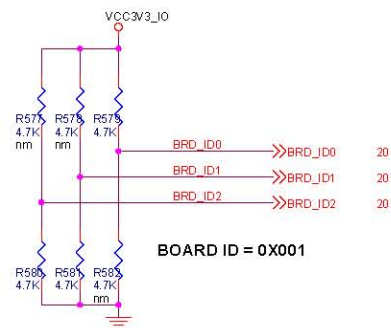 VCC3V3_IO
R577 R578 R579
4.7K 4.7K 4.7K
nm nm
BRD_ID0 BRD_ID0 20
BRD_ID1 BRD_ID1 20
BRD_ID2 BRD_ID2 20
BOARD ID = 0X001
R580 R581 R582
4.7K 4.7K 4.7K
nm